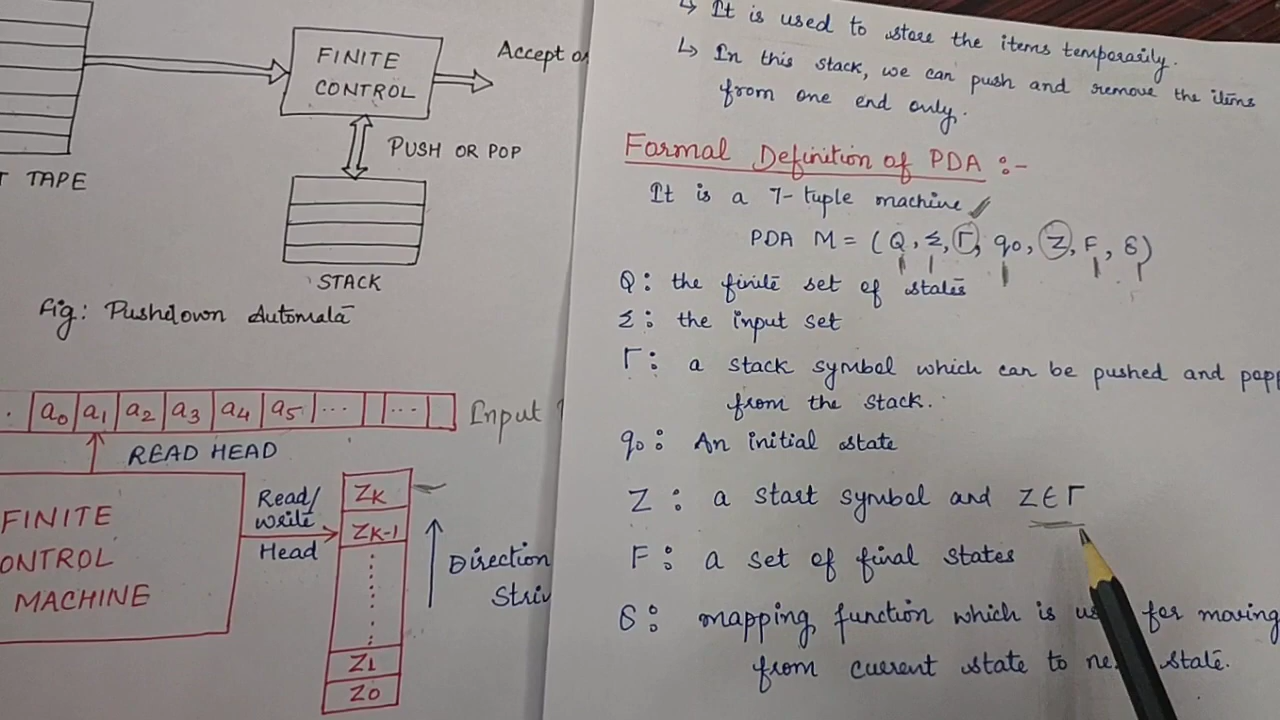 FINITE
CONTROL
Accept or
PUSH OR POP
TAPE
STACK
Fig: Pushdown Automata
a0 a1 a2 a3 a4 a5 ... ...
Input
READ HEAD
FINITE
ONTROL
MACHINE
Read/
write
Head
ZK
ZK-1
Z1
Z0
Direction
↳ It is used to store the items temporarily.
↳ In this stack, we can push and remove the items
from one end only.
Formal Definition of PDA :-
It is a 7-tuple machine
PDA M = (Q, Σ, Γ, q0, Z, F, δ)
Q: the finite set of states
Σ: the input set
Γ: a stack symbol which can be pushed and popp
from the stack.
q0: An initial state
Z: a start symbol and Z∈Γ
F: a set of final states
δ: mapping function which is for moving
from current state to state.